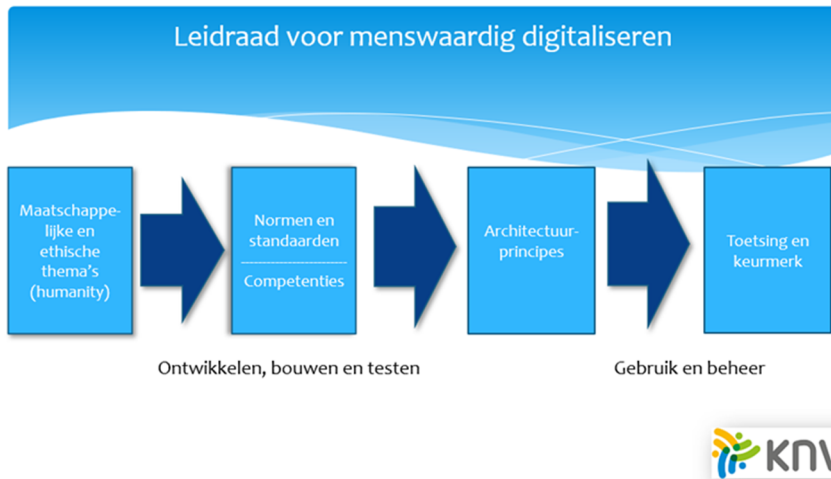 Leidraad voor menswaardig digitaliseren
Maatschappe-
lijke en
ethische
thema's
(humanity)
Normen en
standaarden
Competenties
Architectuur-
principes
Toetsing en
keurmerk
Ontwikkelen, bouwen en testen
Gebruik en beheer